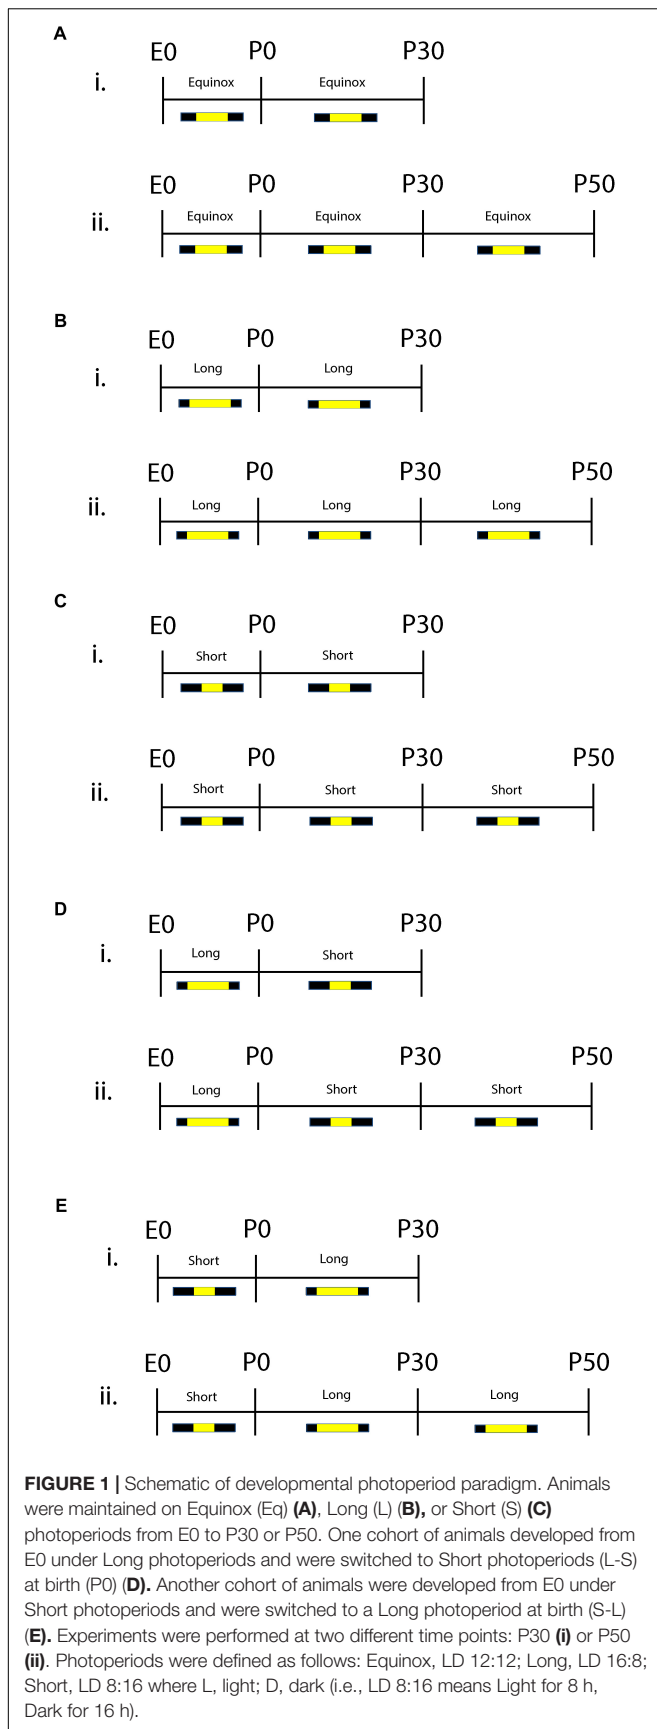 A
E0 P0 P30
i. Equinox Equinox
E0 P0 P30 P50
ii. Equinox Equinox Equinox
B
E0 P0 P30
i. Long Long
E0 P0 P30 P50
ii. Long Long Long
C
E0 P0 P30
i. Short Short
E0 P0 P30 P50
ii. Short Short Short
D
E0 P0 P30
i. Long Short
E0 P0 P30 P50
ii. Long Short Short
E
E0 P0 P30
i. Short Long
E0 P0 P30 P50
ii. Short Long Long
FIGURE 1 | Schematic of developmental photoperiod paradigm. Animals
were maintained on Equinox (Eq) (A), Long (L) (B), or Short (S) (C)
photoperiods from E0 to P30 or P50. One cohort of animals developed from
E0 under Long photoperiods and were switched to Short photoperiods (L-S)
at birth (P0) (D). Another cohort of animals were developed from E0 under
Short photoperiods and were switched to a Long photoperiod at birth (S-L)
(E). Experiments were performed at two different time points: P30 (i) or P50
(ii). Photoperiods were defined as follows: Equinox, LD 12:12; Long, LD 16:8;
Short, LD 8:16 where L, light; D, dark (i.e., LD 8:16 means Light for 8 h,
Dark for 16 h).